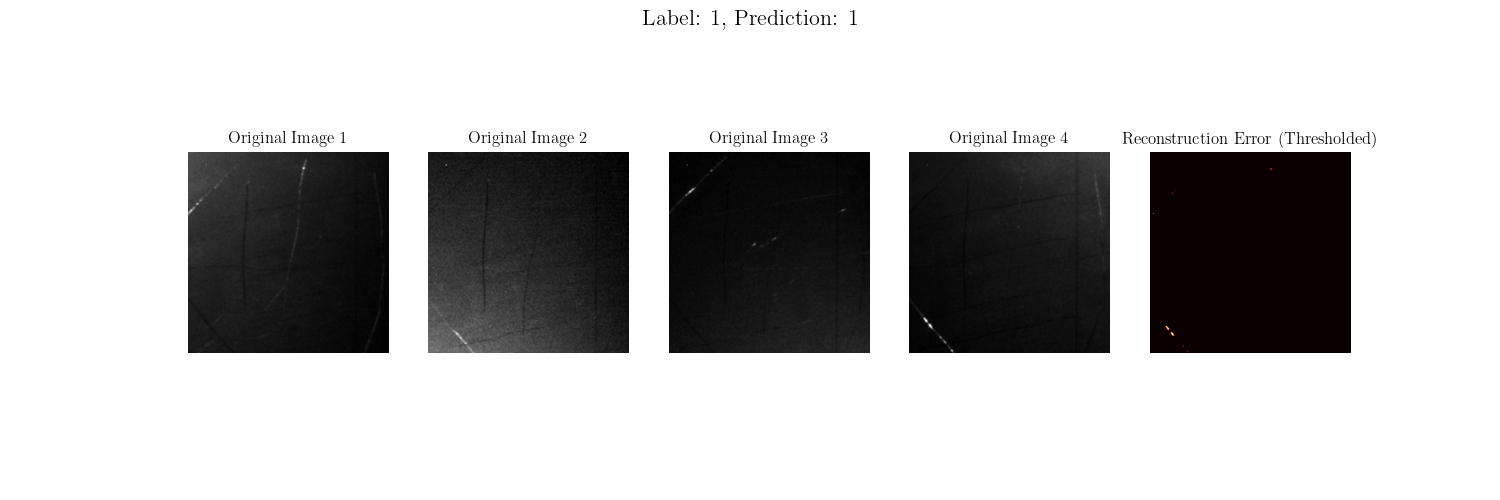 Label: 1, Prediction: 1
Original Image 1
Original Image 2
Original Image 3
Original Image 4
Reconstruction Error (Thresholded)